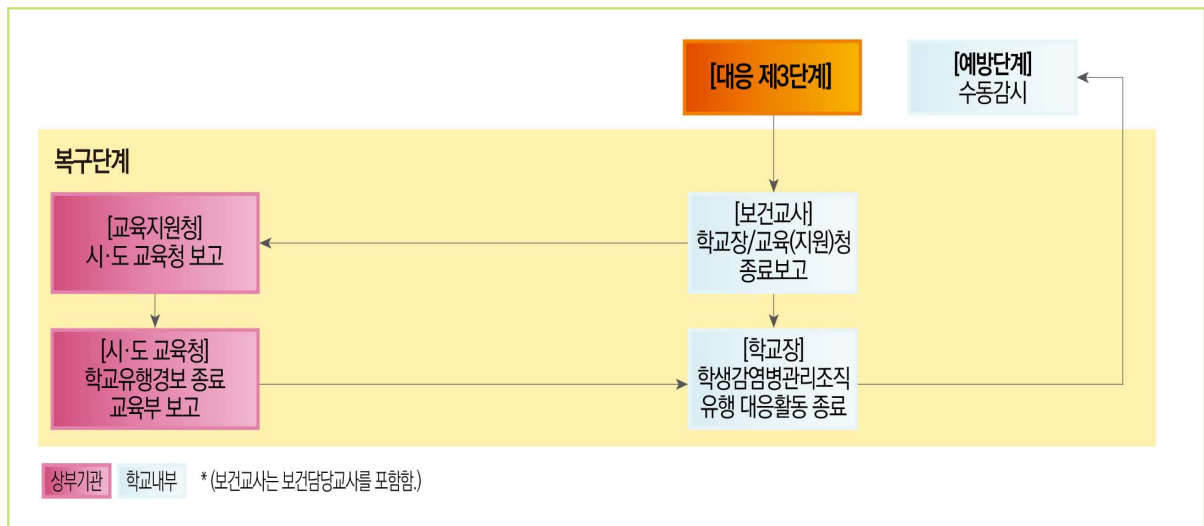 [대응 제3단계]
[예방단계]
수동감시
복구단계
[교육지원청]
시·도 교육청 보고
[보건교사]
학교장/교육(지원)청
종료보고
[시·도 교육청]
학교유행경보 종료
교육부 보고
[학교장]
학생감염병관리조직
유행 대응활동 종료
상부기관
학교내부
* (보건교사는 보건담당교사를 포함함.)